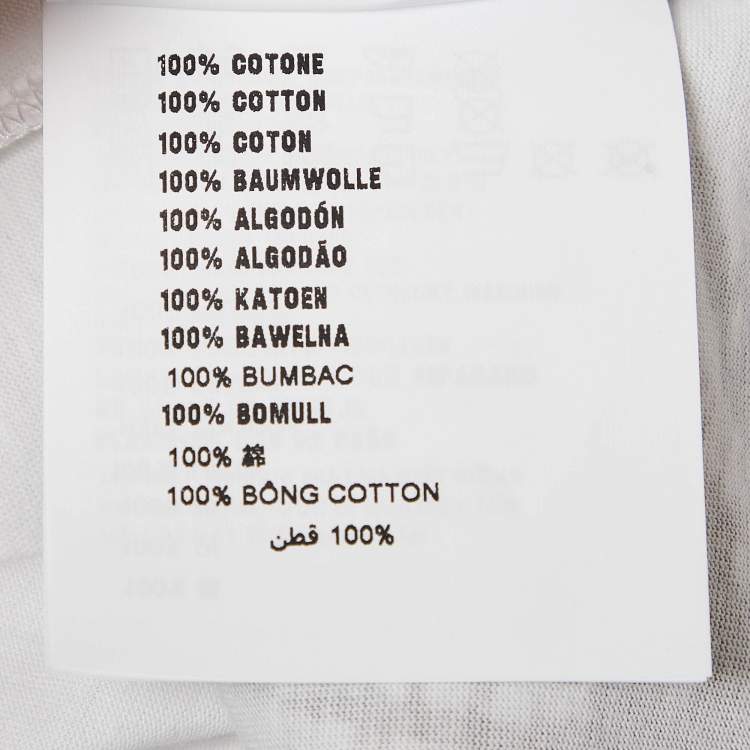 100% COTONE
100% COTTON
100% COTON
100% BAUMWOLLE
100% ALGODÓN
100% ALGODÃO
100% KATOEN
100% BAWELNA
100% BUMBAC
100% BOMULL
100% 綿
100% BÔNG COTTON
100% قطن